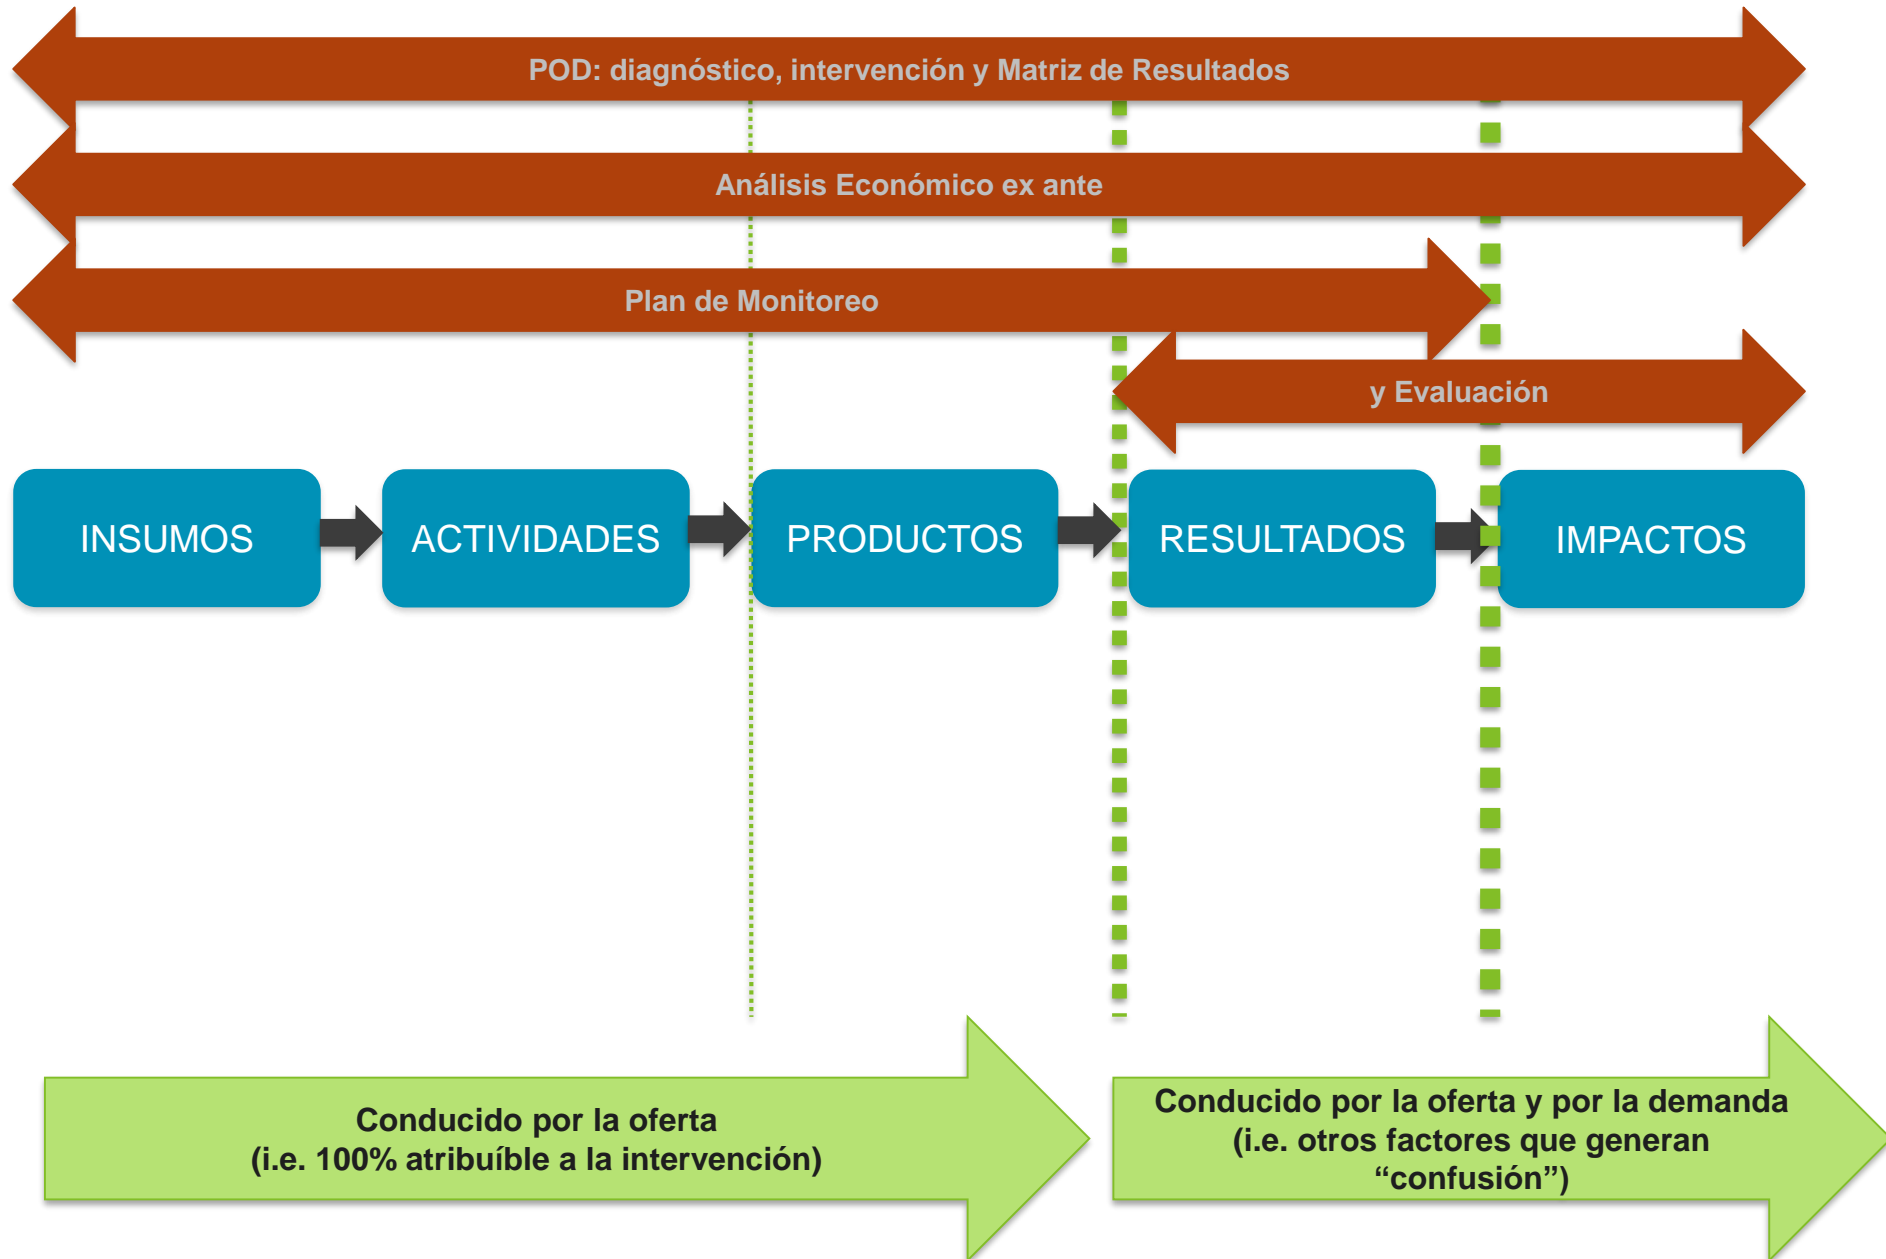 POD: diagnóstico, intervención y Matriz de Resultados
Análisis Económico ex ante
Plan de Monitoreo
y Evaluación
INSUMOS
ACTIVIDADES
PRODUCTOS
RESULTADOS
IMPACTOS
Conducido por la oferta
(i.e. 100% atribuíble a la intervención)
Conducido por la oferta y por la demanda
(i.e. otros factores que generan
“confusión”)